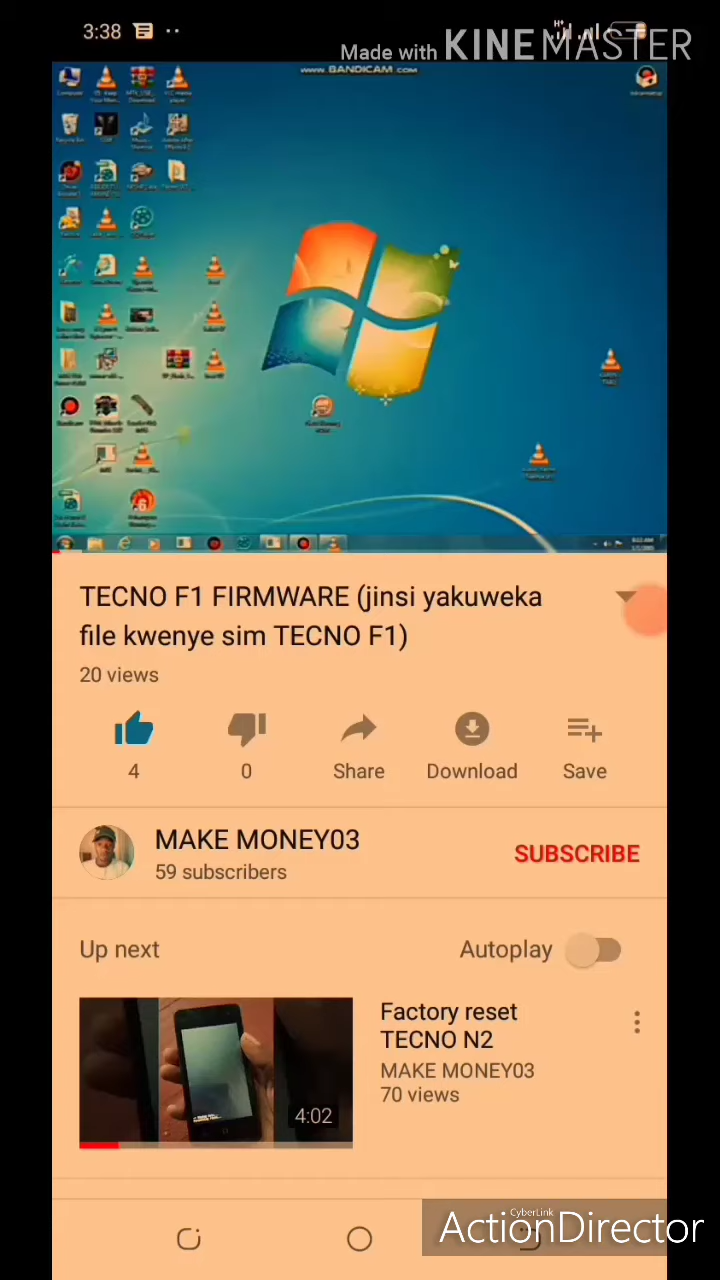 3:38
Made with KINEMASTER
www.BANDICAM.com
TECNO F1 FIRMWARE (jinsi yakuweka
file kwenye sim TECNO F1)
20 views
4
0
Share
Download
Save
MAKE MONEY03
59 subscribers
SUBSCRIBE
Up next
Autoplay
Factory reset
TECNO N2
MAKE MONEY03
70 views
4:02
CyberLink
ActionDirector